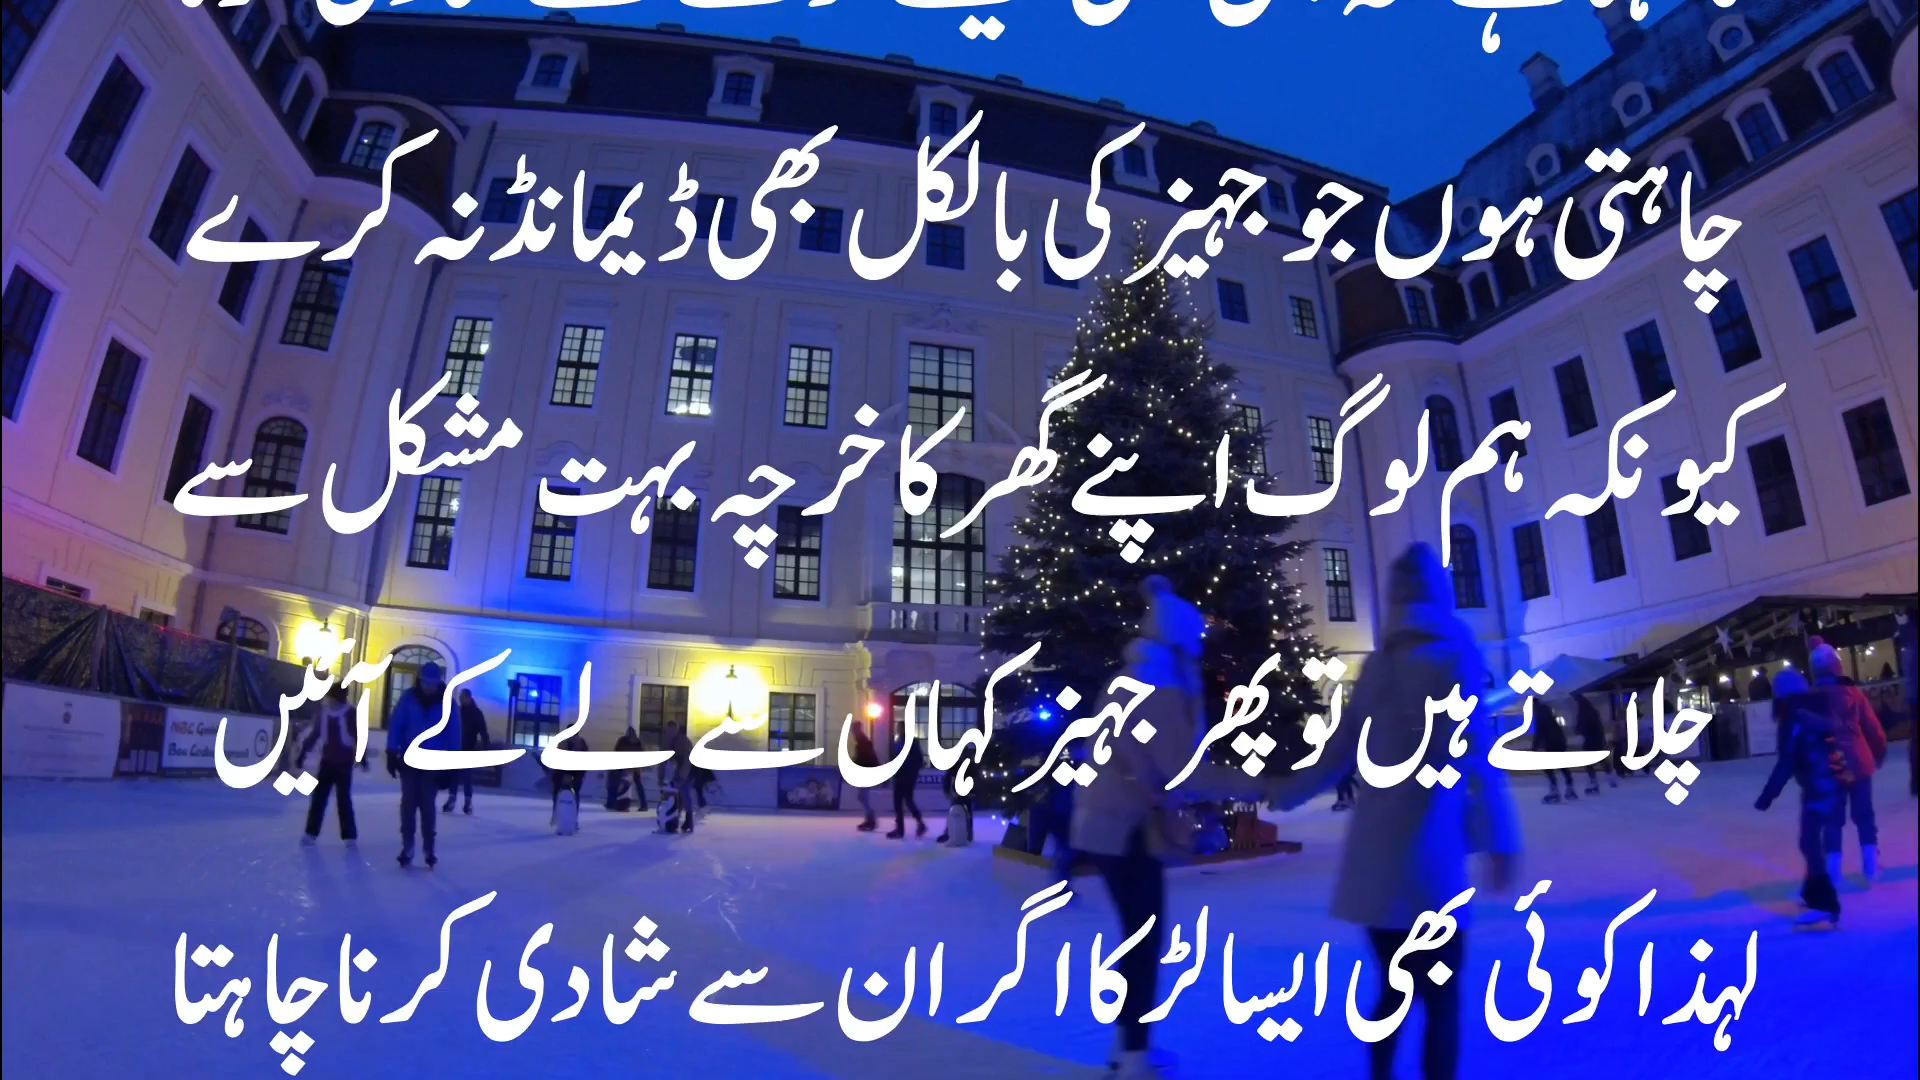 چاہتی ہوں جو جہیز کی بالکل بھی ڈیمانڈ نہ کرے
کیونکہ ہم لوگ اپنے گھر کا خرچہ بہت مشکل سے
چلاتے ہیں تو پھر جہیز کہاں سے لے کے آئیں
لہذا کوئی بھی ایسا لڑکا اگر ان سے شادی کرنا چاہتا